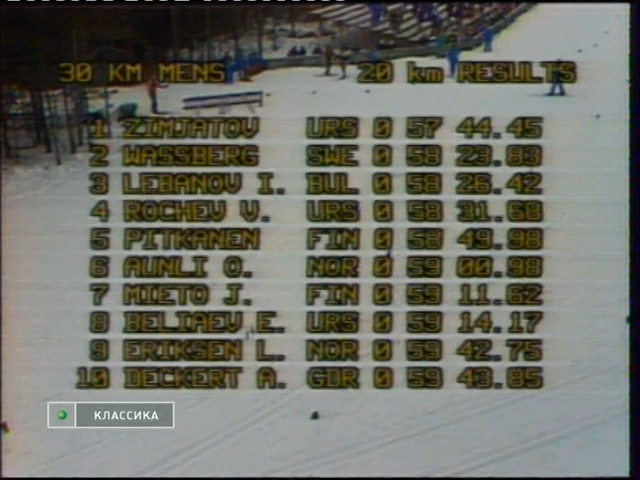 30 KM MENS 20 km RESULTS
1 ZIMJATOV URS 0 57 44.45
2 WASSBERG SWE 0 58 23.83
3 LEBANOV I. BUL 0 58 26.42
4 ROCHEV V. URS 0 58 31.68
5 PITKANEN FIN 0 58 49.98
6 AUNLI O. NOR 0 59 00.98
7 MIETO J. FIN 0 59 11.62
8 BELIAEV E. URS 0 59 14.17
9 ERIKSEN L. NOR 0 59 42.75
10 DECKERT A. GDR 0 59 43.85
КЛАССИКА